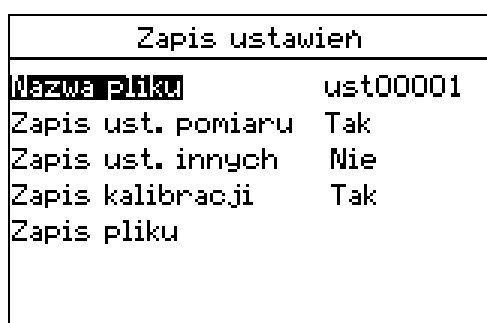 Zapis ustawień
Nazwa pliku ust00001
Zapis ust. pomiaru Tak
Zapis ust. innych Nie
Zapis kalibracji Tak
Zapis pliku